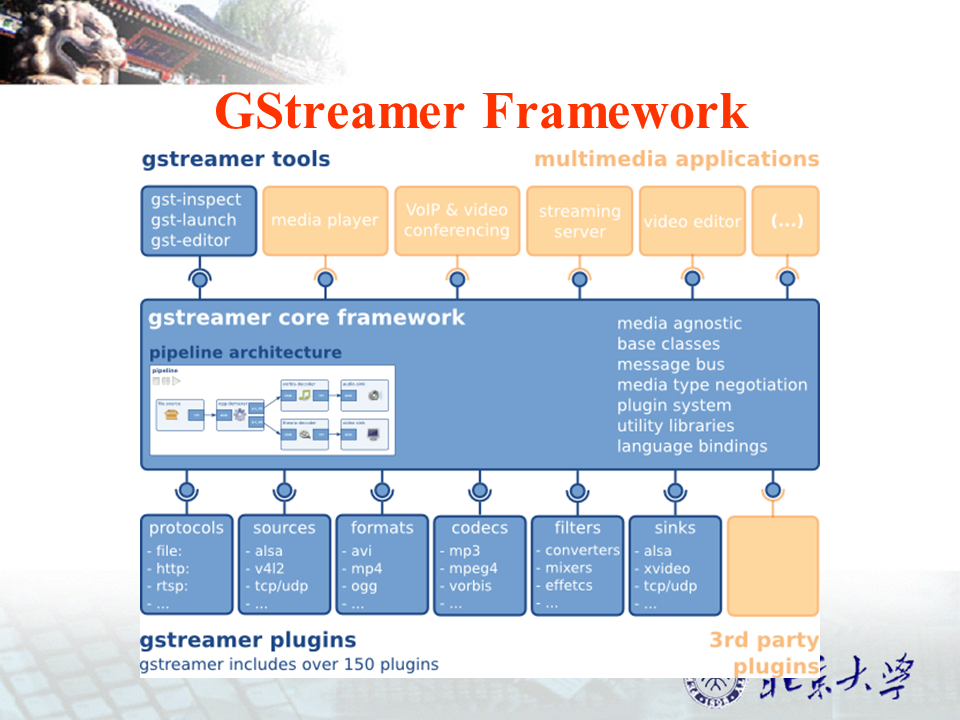 GStreamer Framework
gstreamer tools
multimedia applications
gst-inspect
gst-launch
gst-editor
media player
VoIP & video
conferencing
streaming
server
video editor
(...)
gstreamer core framework
pipeline architecture
pipeline
file-source
ogg-demuxer
vorbis-decoder
audio-sink
theora-decoder
video-sink
media agnostic
base classes
message bus
media type negotiation
plugin system
utility libraries
language bindings
protocols
- file:
- http:
- rtsp:
- ...
sources
- alsa
- v4l2
- tcp/udp
- ...
formats
- avi
- mp4
- ogg
- ...
codecs
- mp3
- mpeg4
- vorbis
- ...
filters
- converters
- mixers
- effetcs
- ...
sinks
- alsa
- xvideo
- tcp/udp
- ...
gstreamer plugins
gstreamer includes over 150 plugins
3rd party
plugins
北京大学